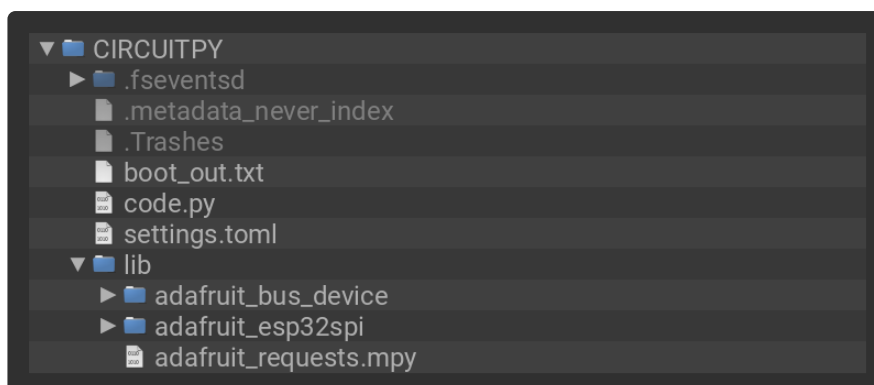 CIRCUITPY
.fseventsd
.metadata_never_index
.Trashes
boot_out.txt
code.py
settings.toml
lib
adafruit_bus_device
adafruit_esp32spi
adafruit_requests.mpy